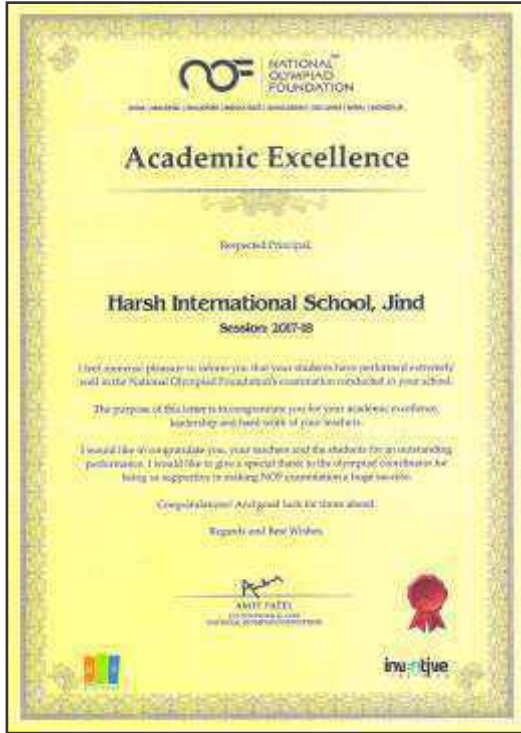 NOF
NATIONAL
OLYMPIAD
FOUNDATION
Academic Excellence
Respected Principal,
Harsh International School, Jind
Session: 2017-18
I feel immense pleasure to inform you that your students have performed extremely
well in the National Olympiad Foundation's examination conducted in your school.
The purpose of this letter is to congratulate you for your academic excellence,
leadership and hard work of your teachers.
I would like to congratulate you, your teachers and the students for an outstanding
performance. I would like to give a special thanks to the olympiad coordinator for
being so supportive in making NOF examination a huge success.
Congratulations! And good luck for times ahead.
Regards and Best Wishes,
AMIT PATEL
NATIONAL OLYMPIAD FOUNDATION
inventive